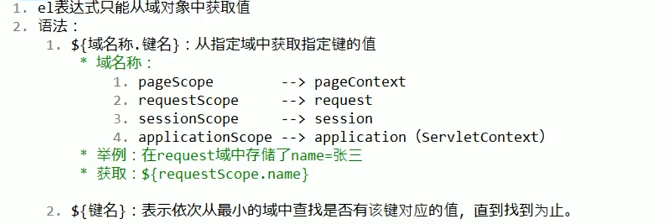 1. el表达式只能从域对象中获取值
2. 语法：
1. ${域名称.键名}：从指定域中获取指定键的值
* 域名称：
1. pageScope --> pageContext
2. requestScope --> request
3. sessionScope --> session
4. applicationScope --> application（ServletContext）
* 举例：在request域中存储了name=张三
* 获取：${requestScope.name}
2. ${键名}：表示依次从最小的域中查找是否有该键对应的值，直到找到为止。